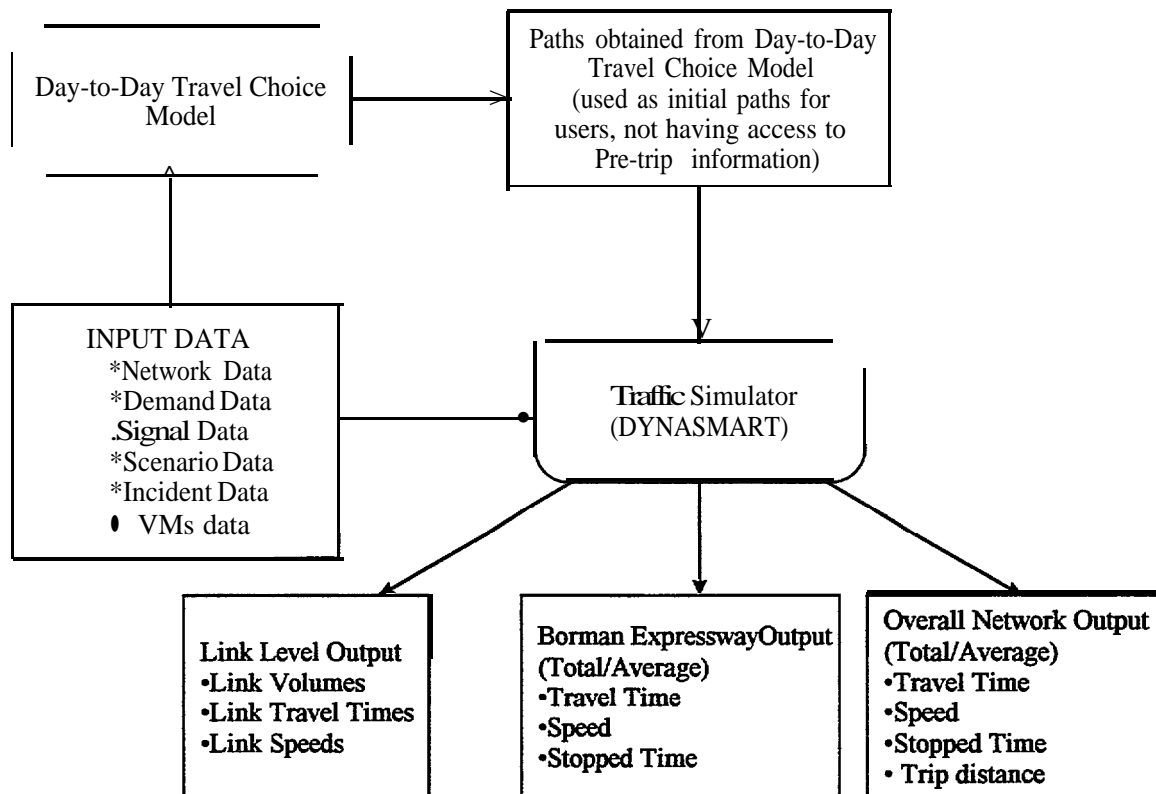 Day-to-Day Travel Choice
Model
Paths obtained from Day-to-Day
Travel Choice Model
(used as initial paths for
users, not having access to
Pre-trip information)
INPUT DATA
*Network Data
*Demand Data
.Signal Data
*Scenario Data
*Incident Data
• VMs data
Traffic Simulator
(DYNASMART)
Link Level Output
•Link Volumes
•Link Travel Times
•Link Speeds
Borman ExpresswayOutput
(Total/Average)
•Travel Time
•Speed
•Stopped Time
Overall Network Output
(Total/Average)
•Travel Time
•Speed
•Stopped Time
• Trip distance